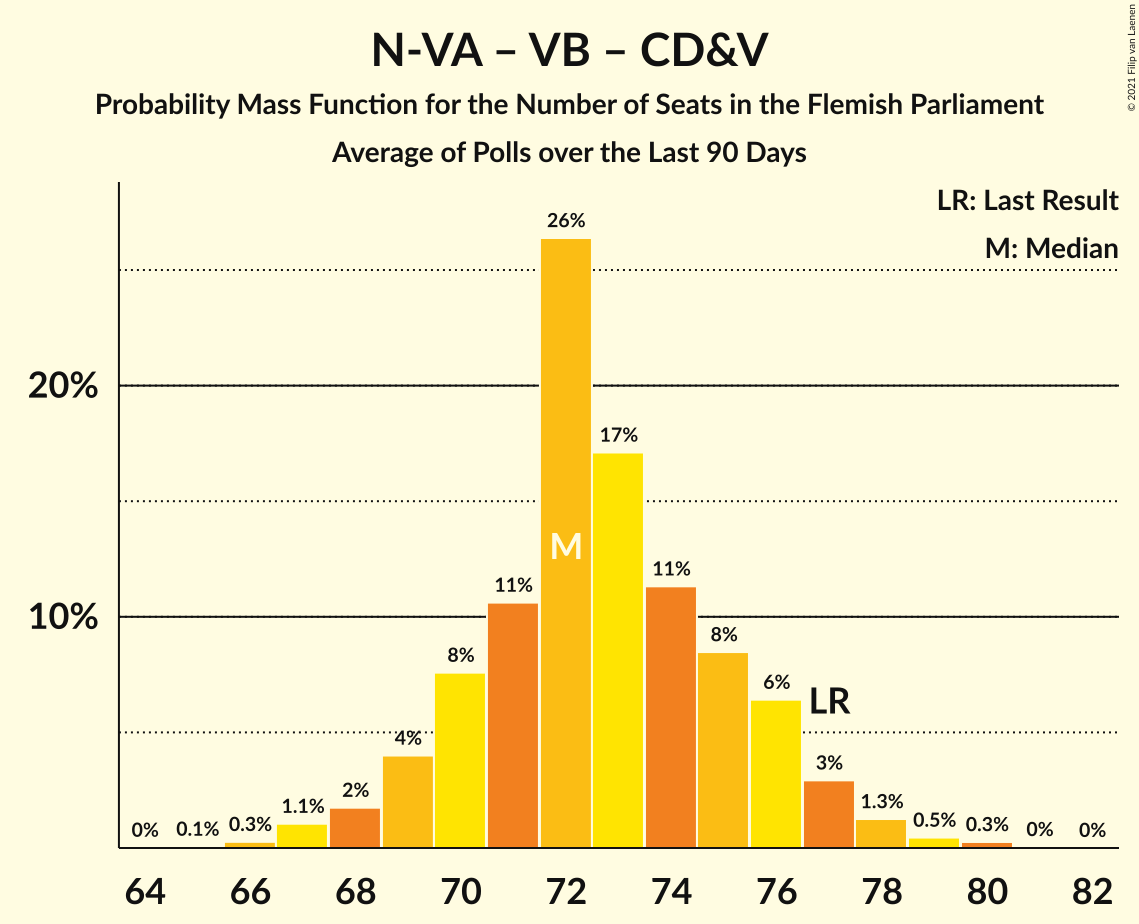 N-VA – VB – CD&V
Probability Mass Function for the Number of Seats in the Flemish Parliament
Average of Polls over the Last 90 Days
© 2021 Filip van Laenen
LR: Last Result
M: Median
26%
20%
17%
M
11%
11%
10%
8%
8%
6%
LR
4%
3%
2%
1.1%
1.3%
0%
0.1%
0.3%
0.5%
0.3%
0%
0%
64 66 68 70 72 74 76 78 80 82